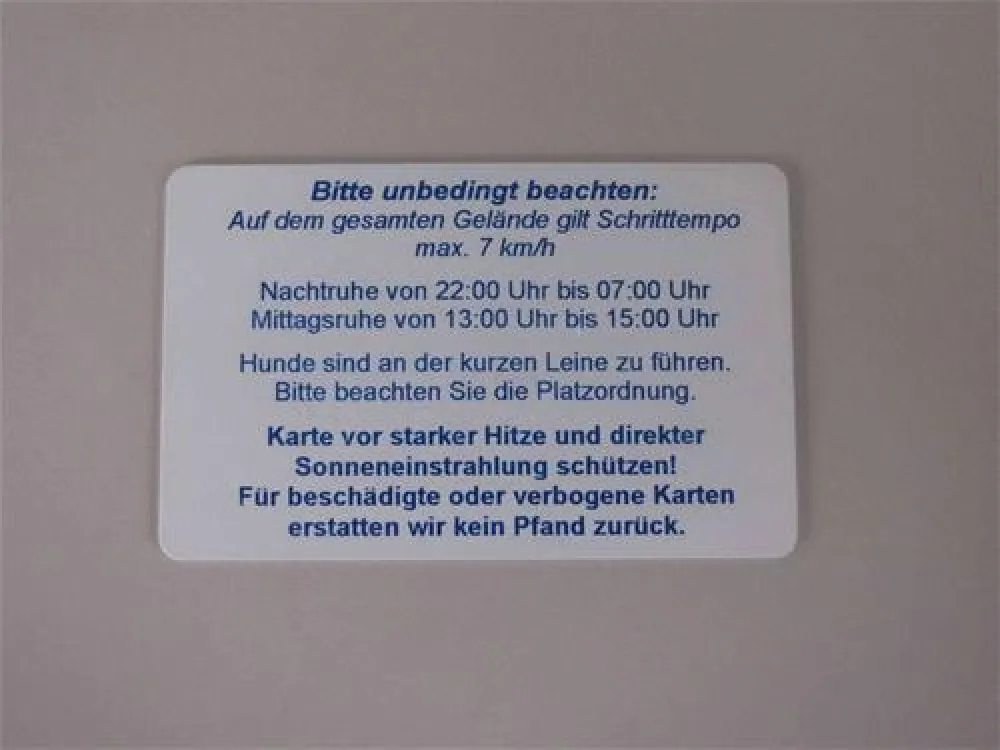 Bitte unbedingt beachten:
Auf dem gesamten Gelände gilt Schritttempo
max. 7 km/h
Nachtruhe von 22:00 Uhr bis 07:00 Uhr
Mittagsruhe von 13:00 Uhr bis 15:00 Uhr
Hunde sind an der kurzen Leine zu führen.
Bitte beachten Sie die Platzordnung.
Karte vor starker Hitze und direkter
Sonneneinstrahlung schützen!
Für beschädigte oder verbogene Karten
erstatten wir kein Pfand zurück.